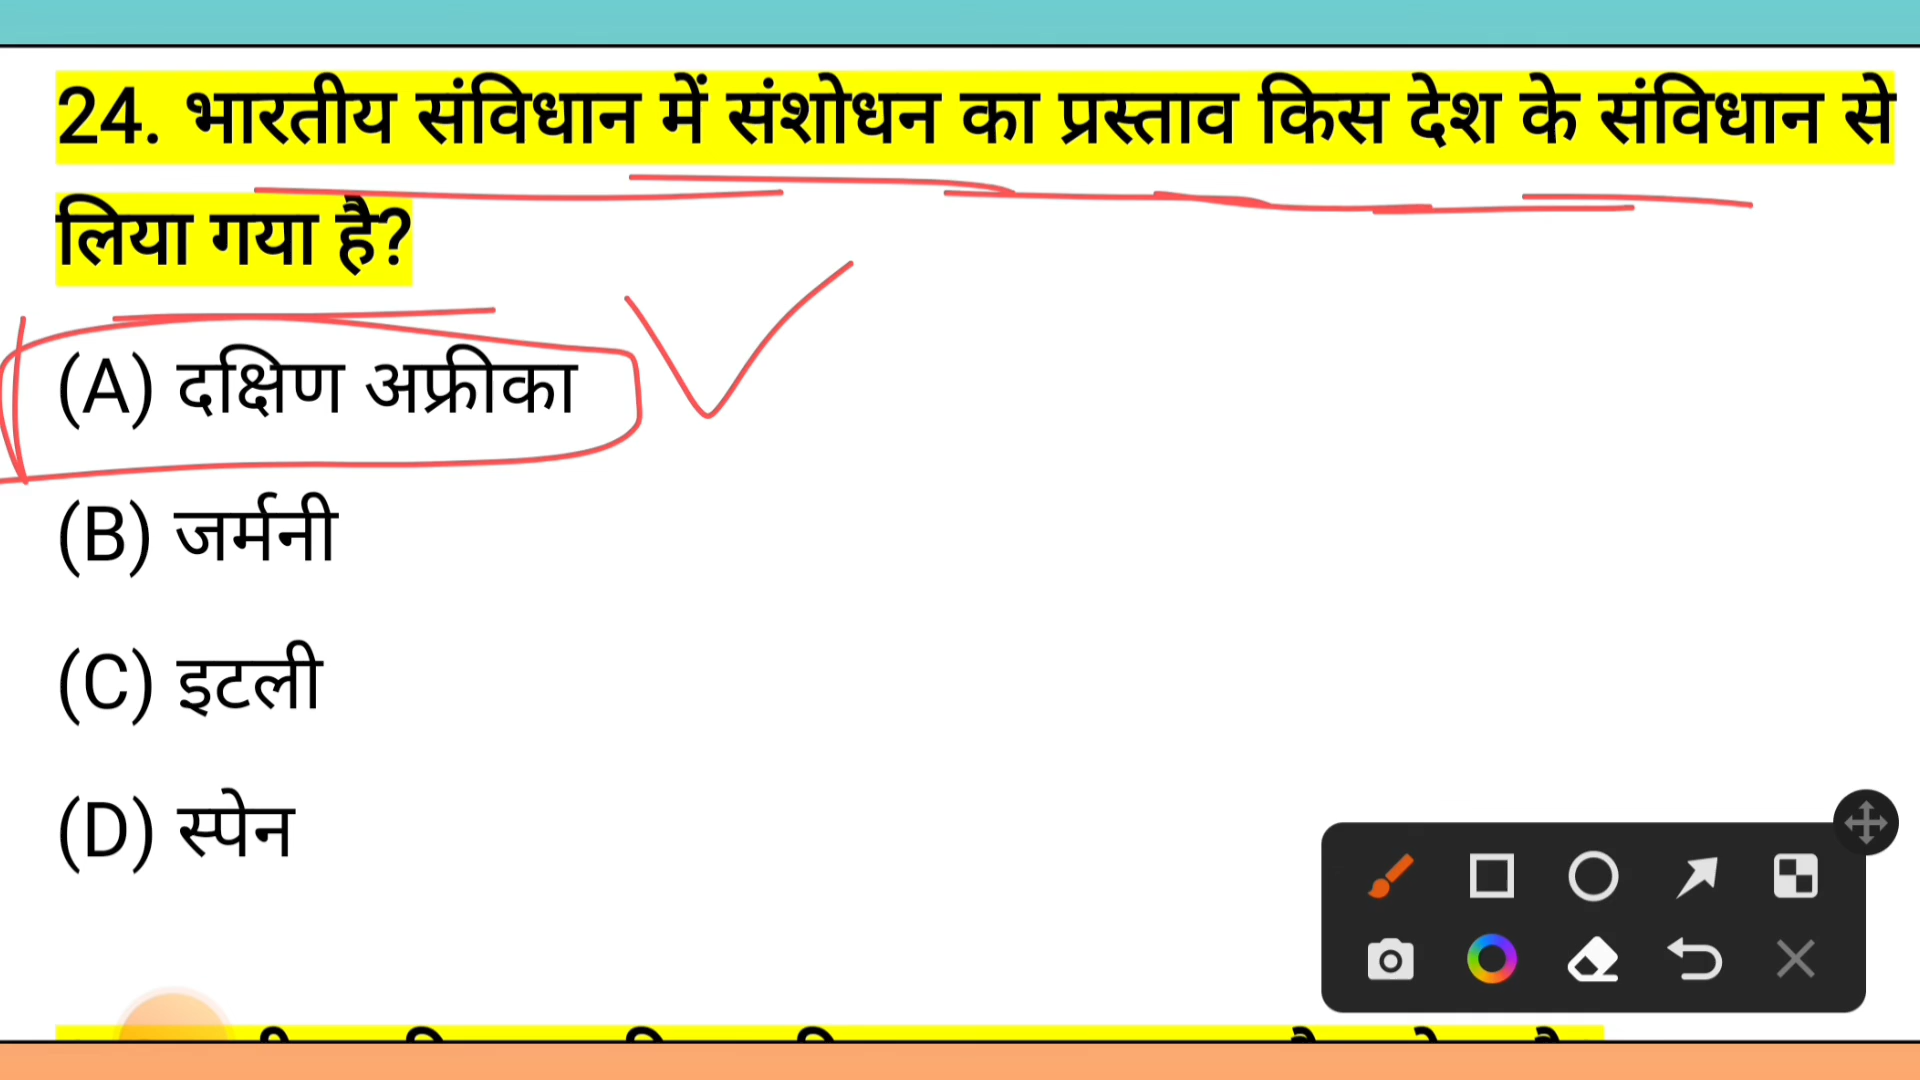 24. भारतीय संविधान में संशोधन का प्रस्ताव किस देश के संविधान से
लिया गया है?
(A) दक्षिण अफ्रीका
(B) जर्मनी
(C) इटली
(D) स्पेन